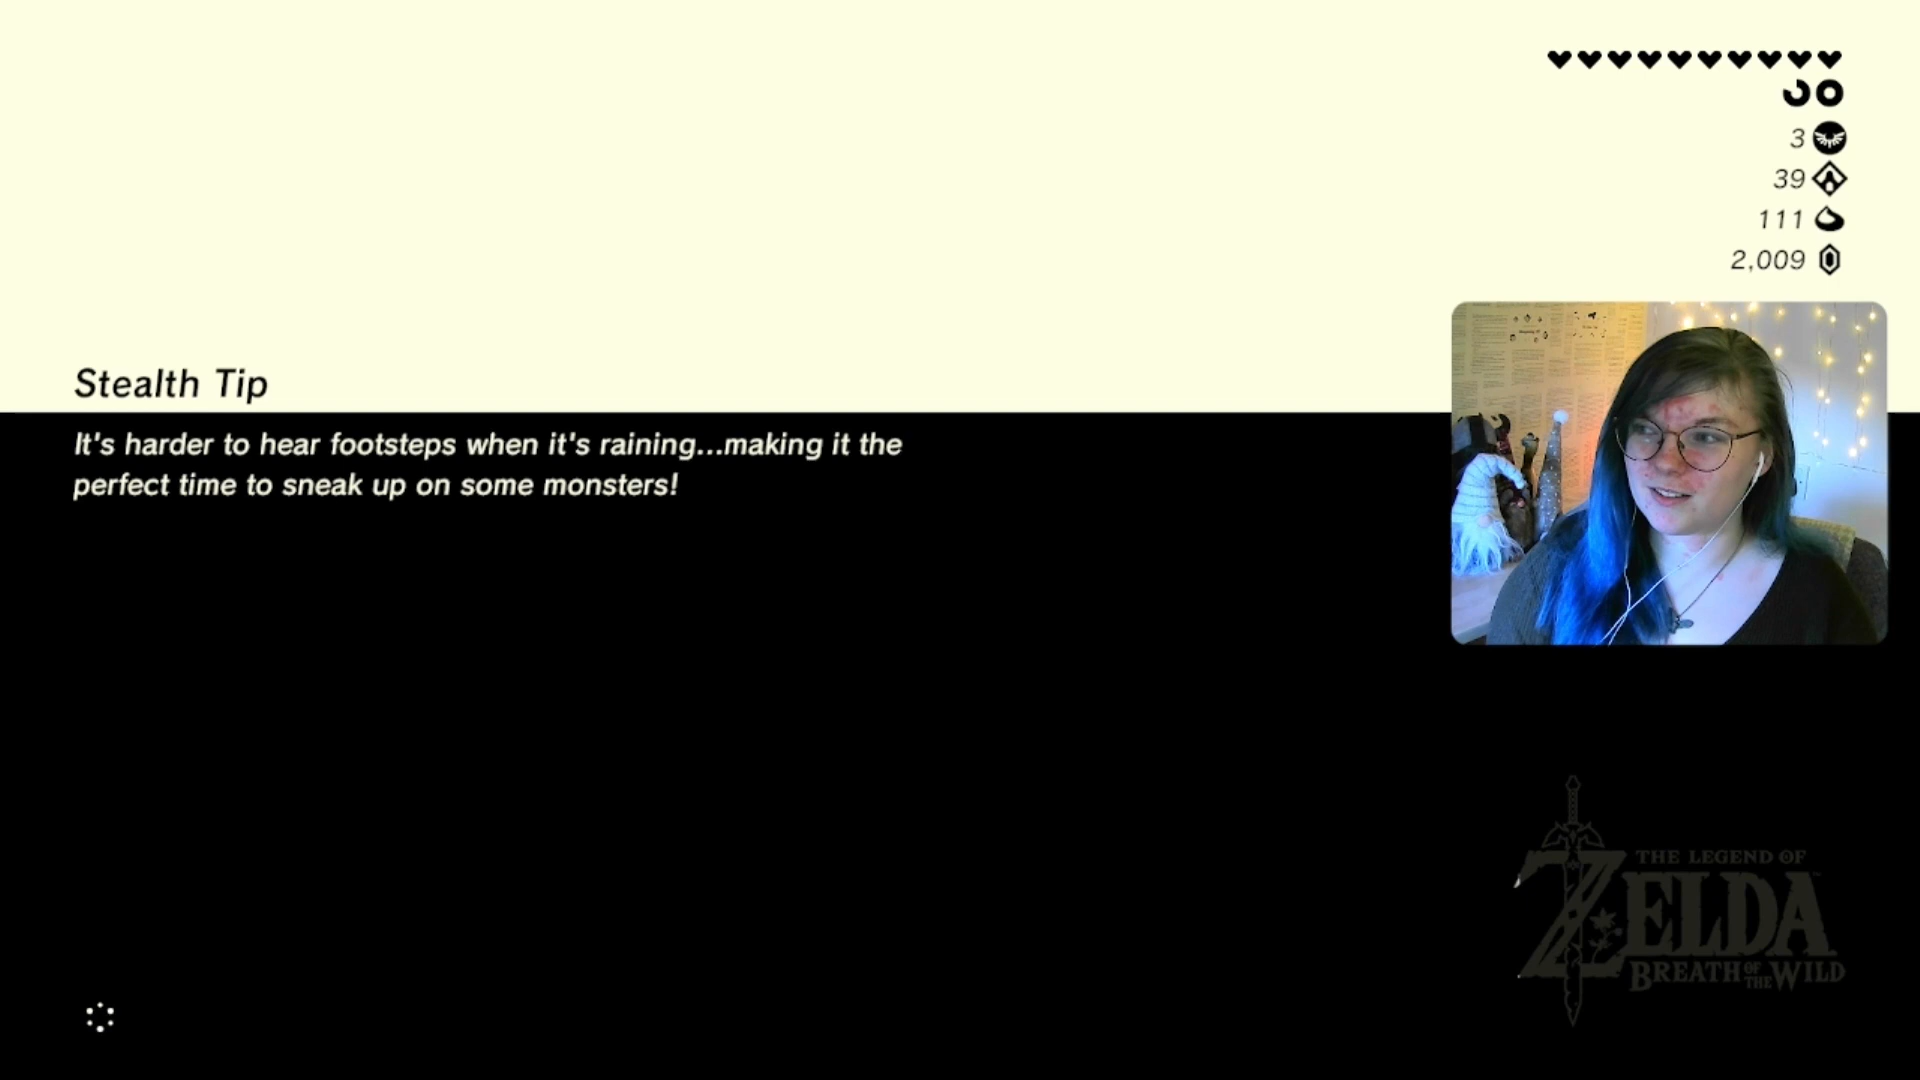 3
39
111
2,009
Stealth Tip
It's harder to hear footsteps when it's raining...making it the
perfect time to sneak up on some monsters!
THE LEGEND OF
ZELDA
BREATH OF THE WILD